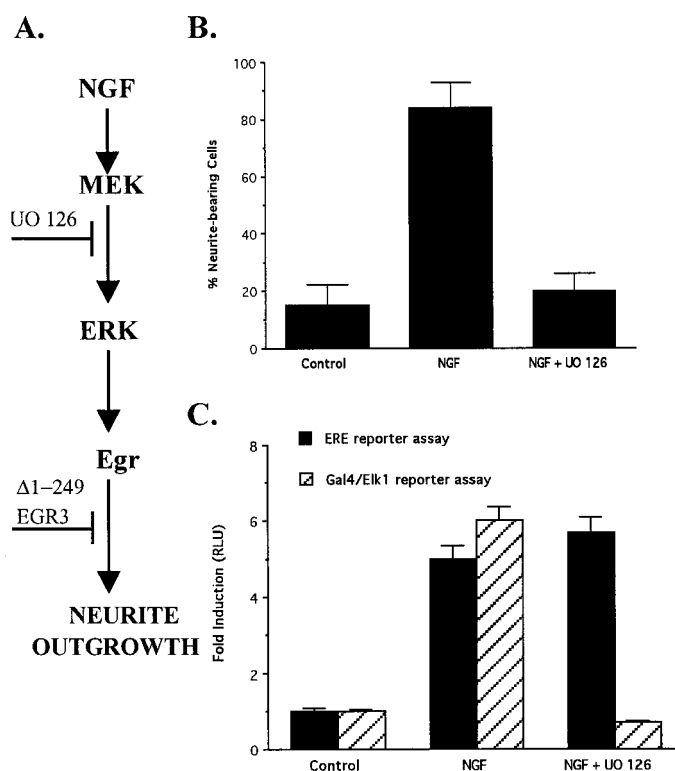 A.
NGF
MEK
UO 126
ERK
Egr
Δ1-249
EGR3
NEURITE
OUTGROWTH
B.
100
80
60
40
20
0
% Neurite-bearing Cells
Control
NGF
NGF + UO 126
C.
8
6
4
2
0
Fold Induction (RLU)
ERE reporter assay
Gal4/Elk1 reporter assay
Control
NGF
NGF + UO 126